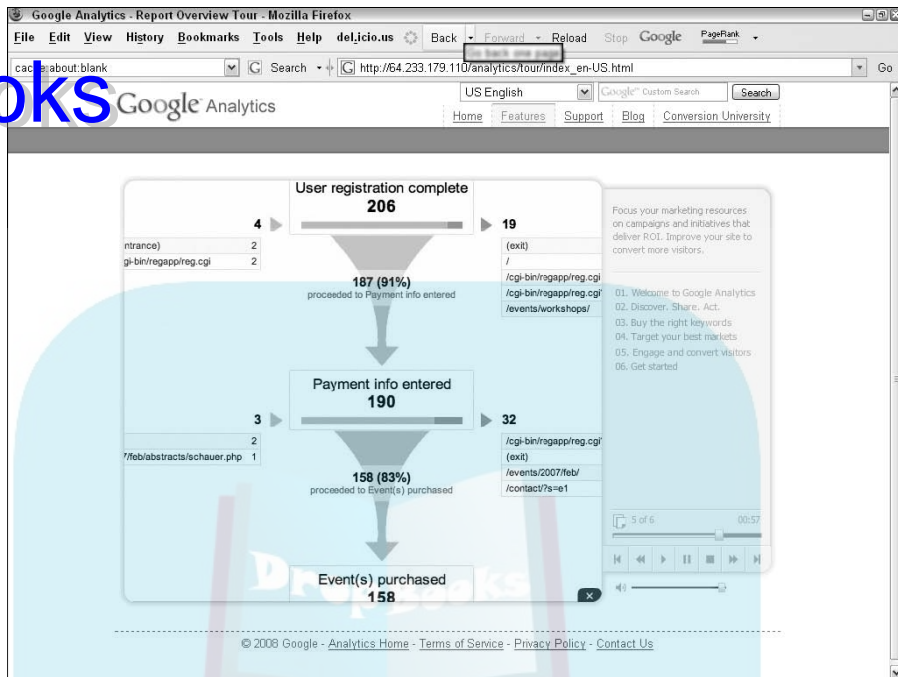 Google Analytics - Report Overview Tour - Mozilla Firefox
File Edit View History Bookmarks Tools Help del.icio.us Back Forward Reload Stop Google PageRank
Go back one page
cache:about:blank G Search G http://64.233.179.110/analytics/tour/index_en-US.html Go
oks
Google Analytics
US English Google™ Custom Search Search
Home Features Support Blog Conversion University
User registration complete
206
4 19
ntrance) 2 (exit)
gi-bin/regapp/reg.cgi 2 /
187 (91%) /cgi-bin/regapp/reg.cgi
proceeded to Payment info entered /cgi-bin/regapp/reg.cgi
/events/workshops/
Focus your marketing resources
on campaigns and initiatives that
deliver ROI. Improve your site to
convert more visitors.
01. Welcome to Google Analytics
02. Discover. Share. Act.
03. Buy the right keywords
04. Target your best markets
05. Engage and convert visitors
06. Get started
Payment info entered
190
3 32
2 /cgi-bin/regapp/reg.cgi
7/feb/abstracts/schauer.php 1 (exit)
158 (83%) /events/2007/feb/
proceeded to Event(s) purchased /contact/?s=e1
5 of 6 00:57
Event(s) purchased
158
DropBooks
© 2008 Google - Analytics Home - Terms of Service - Privacy Policy - Contact Us